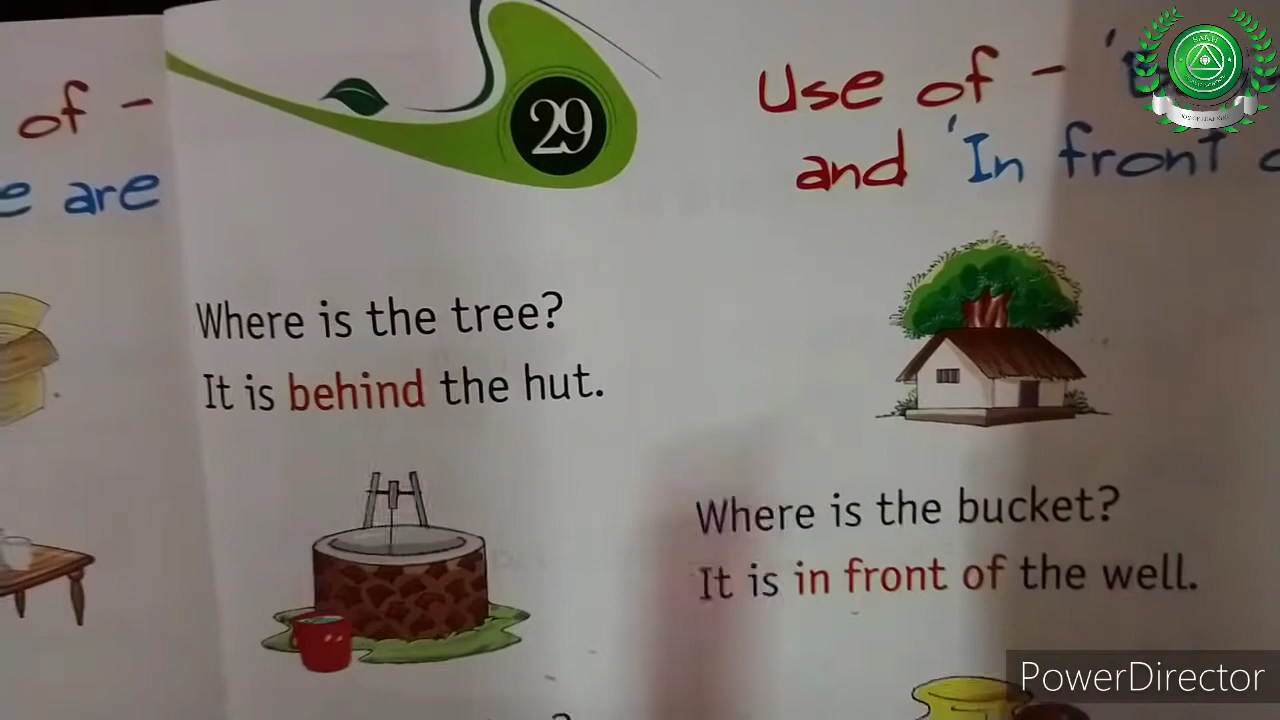 of -
e are
29
Use of -
and 'In front
Where is the tree?
It is behind the hut.
Where is the bucket?
It is in front of the well.
PowerDirector